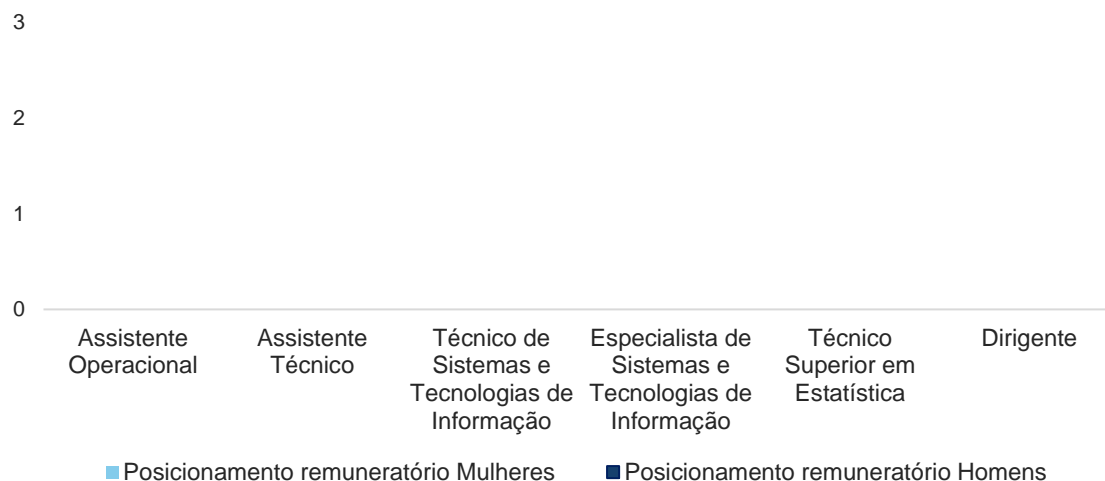 3
2
1
0
Assistente
Operacional
Assistente
Técnico
Técnico de
Sistemas e
Tecnologias de
Informação
Especialista de
Sistemas e
Tecnologias de
Informação
Técnico
Superior em
Estatística
Dirigente
Posicionamento remuneratório Mulheres
Posicionamento remuneratório Homens